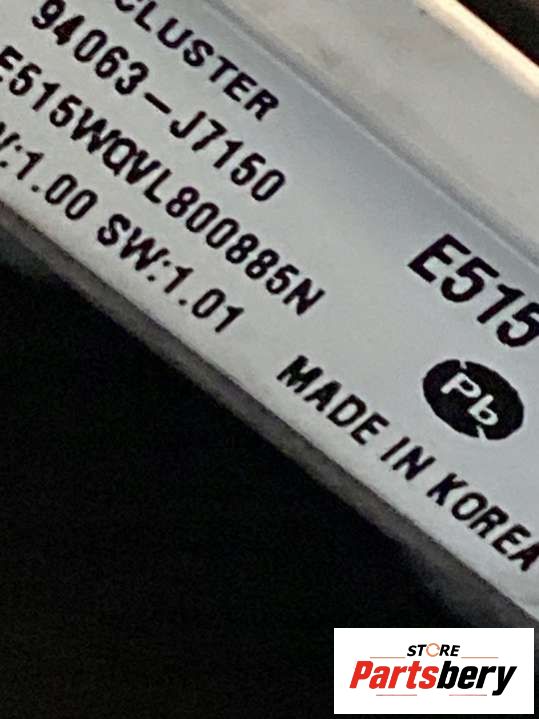 CLUSTER
94063-J7150
E515WQVL800885N
:1.00 SW:1.01
E515
Pb
MADE IN KOREA
STORE
Partsbery